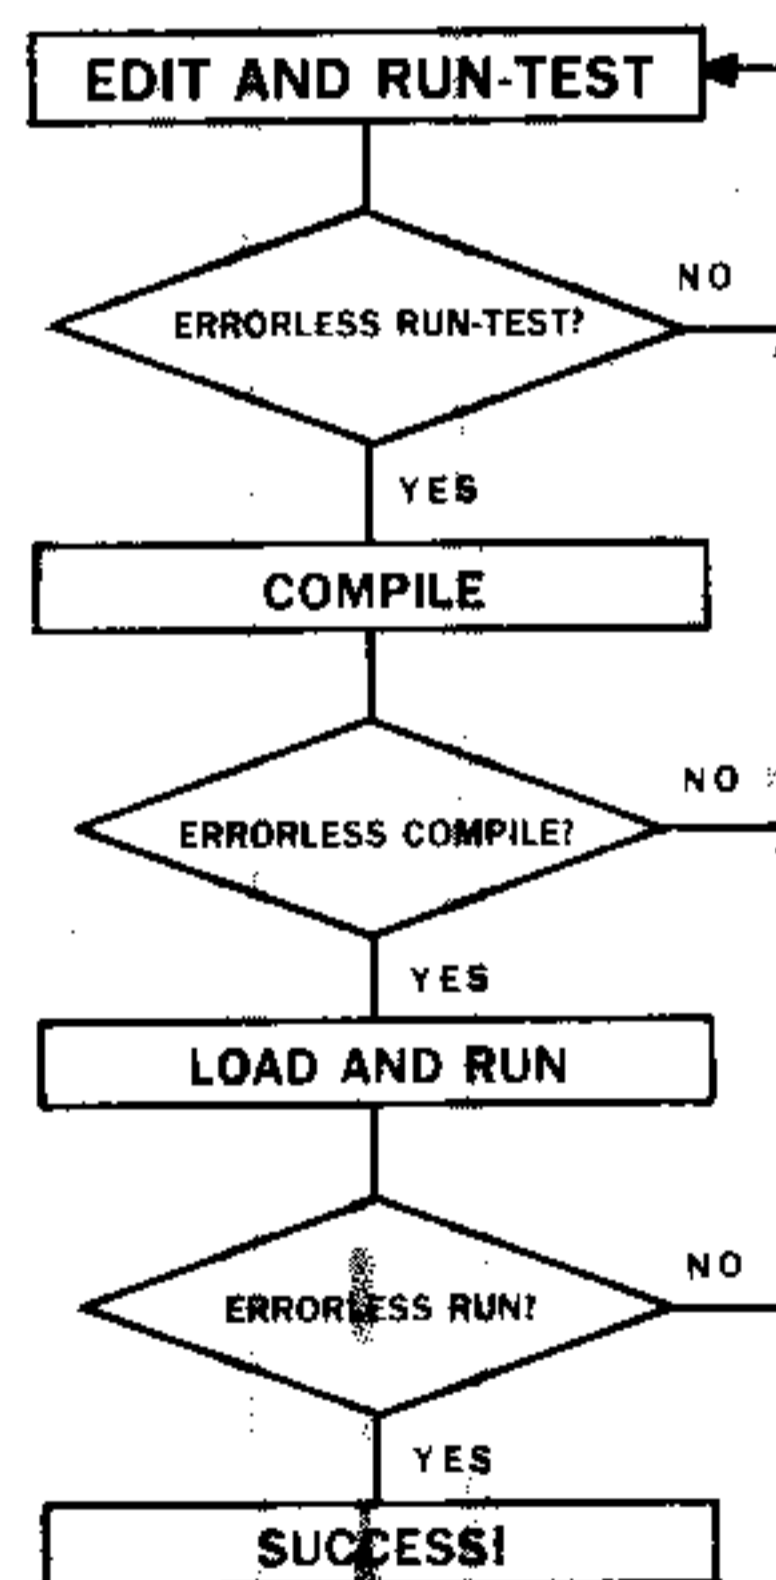 EDIT AND RUN-TEST
NO
ERRORLESS RUN-TEST?
YES
COMPILE
NO
ERRORLESS COMPILE?
YES
LOAD AND RUN
NO
ERRORLESS RUN?
YES
SUCCESS!